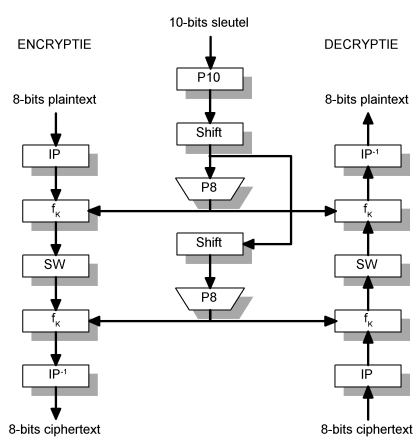 10-bits sleutel
ENCRYPTIE
DECRYPTIE
8-bits plaintext
P10
8-bits plaintext
Shift
IP
IP⁻¹
P8
fK
fK
Shift
SW
SW
P8
fK
fK
IP⁻¹
IP
8-bits ciphertext
8-bits ciphertext